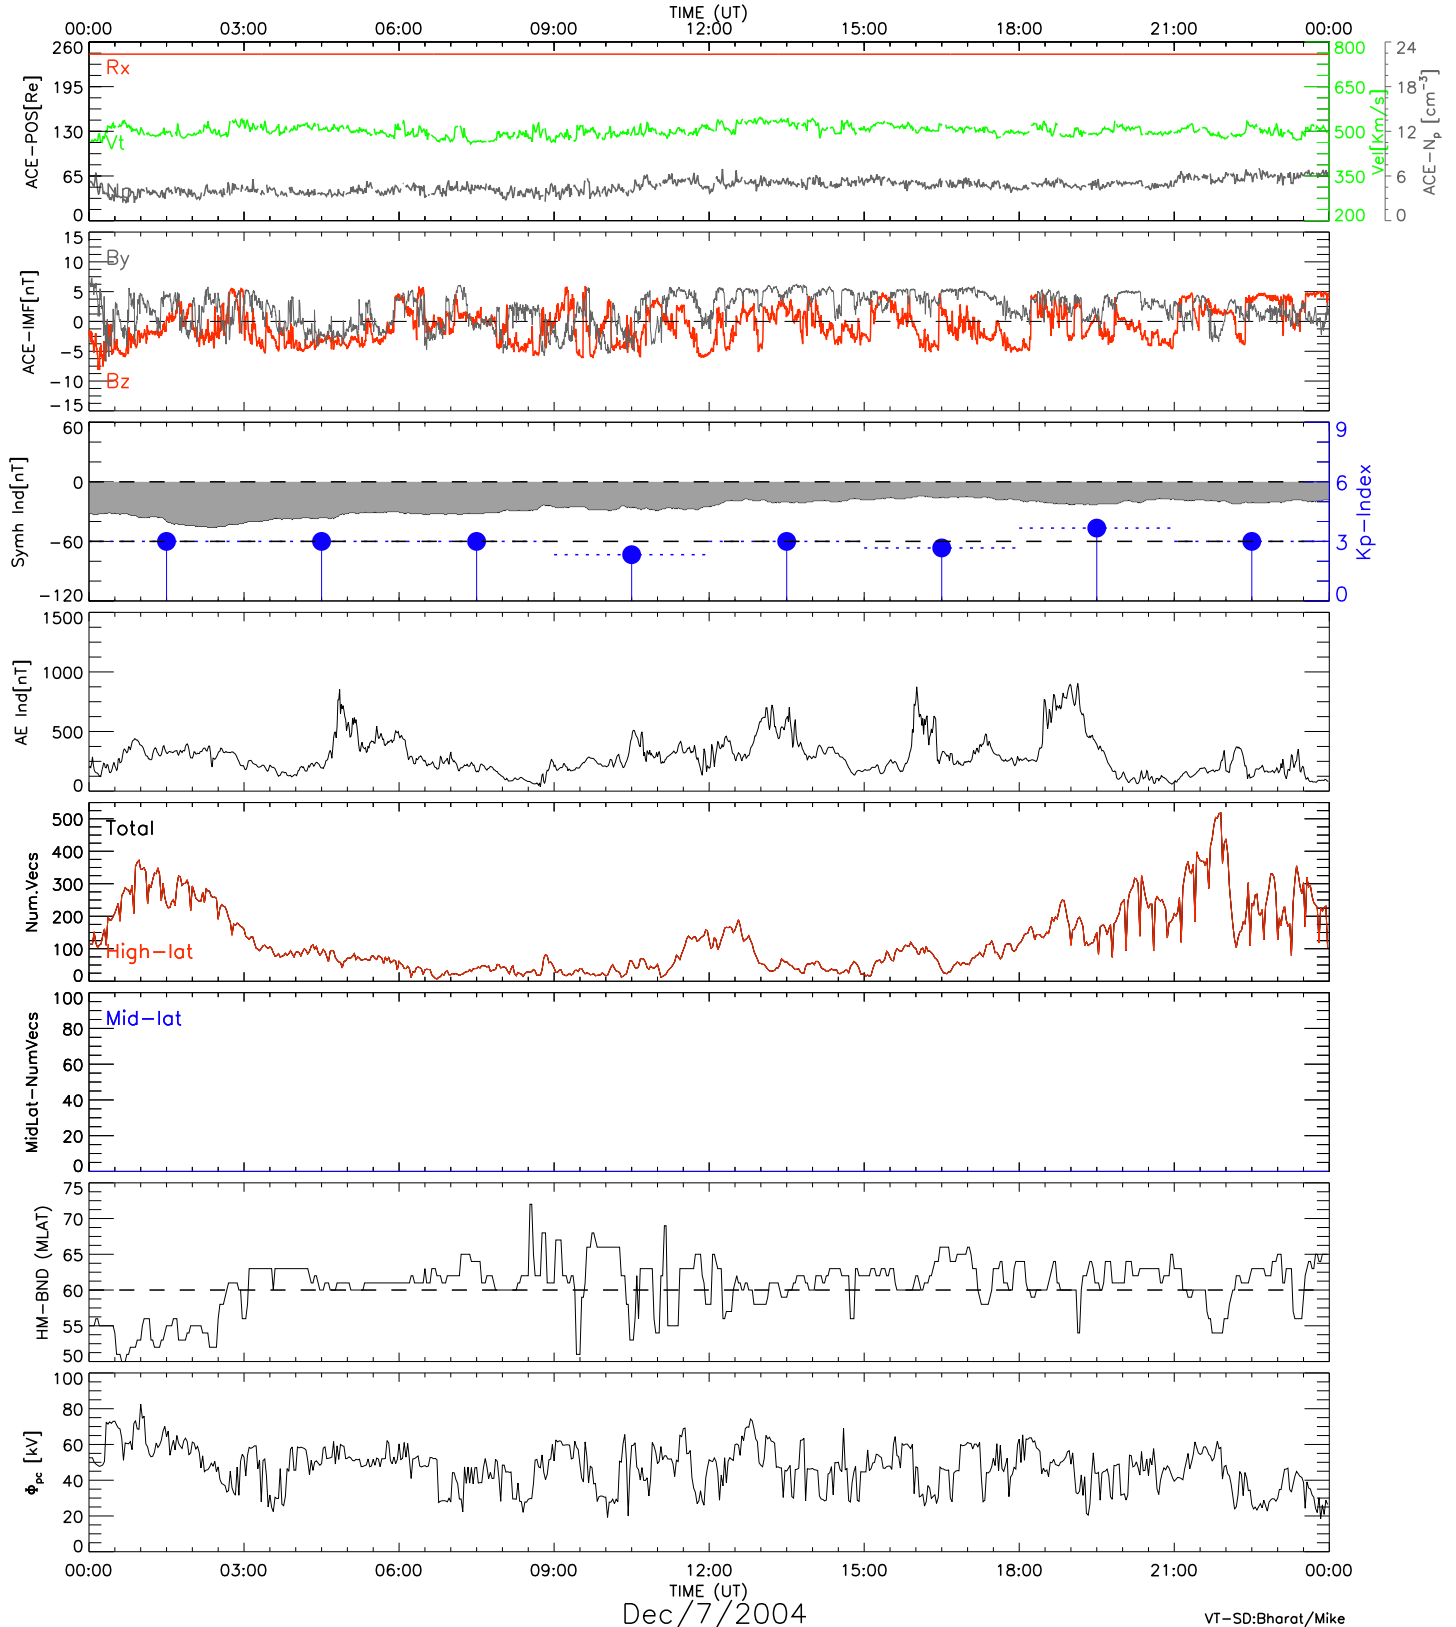 TIME (UT)
00:00 03:00 06:00 09:00 12:00 15:00 18:00 21:00 00:00
260 195 130 65 0
ACE-POS[Re]
Rx
Vt
Np
800 650 500 350 200
Vel[Km/s]
24 18 12 6 0
ACE-Np [cm-3]
15 10 5 0 -5 -10 -15
ACE-IMF[nT]
By
Bz
60 0 -60 -120
Symh Ind[nT]
9 6 3 0
Kp-Index
1500 1000 500 0
AE Ind[nT]
500 400 300 200 100 0
Num.Vecs
Total
High-lat
100 80 60 40 20 0
MidLat-NumVecs
Mid-lat
75 70 65 60 55 50
HM-BND (MLAT)
100 80 60 40 20 0
Φpc [kV]
00:00 03:00 06:00 09:00 12:00 15:00 18:00 21:00 00:00
TIME (UT)
Dec/7/2004
VT-SD:Bharat/Mike